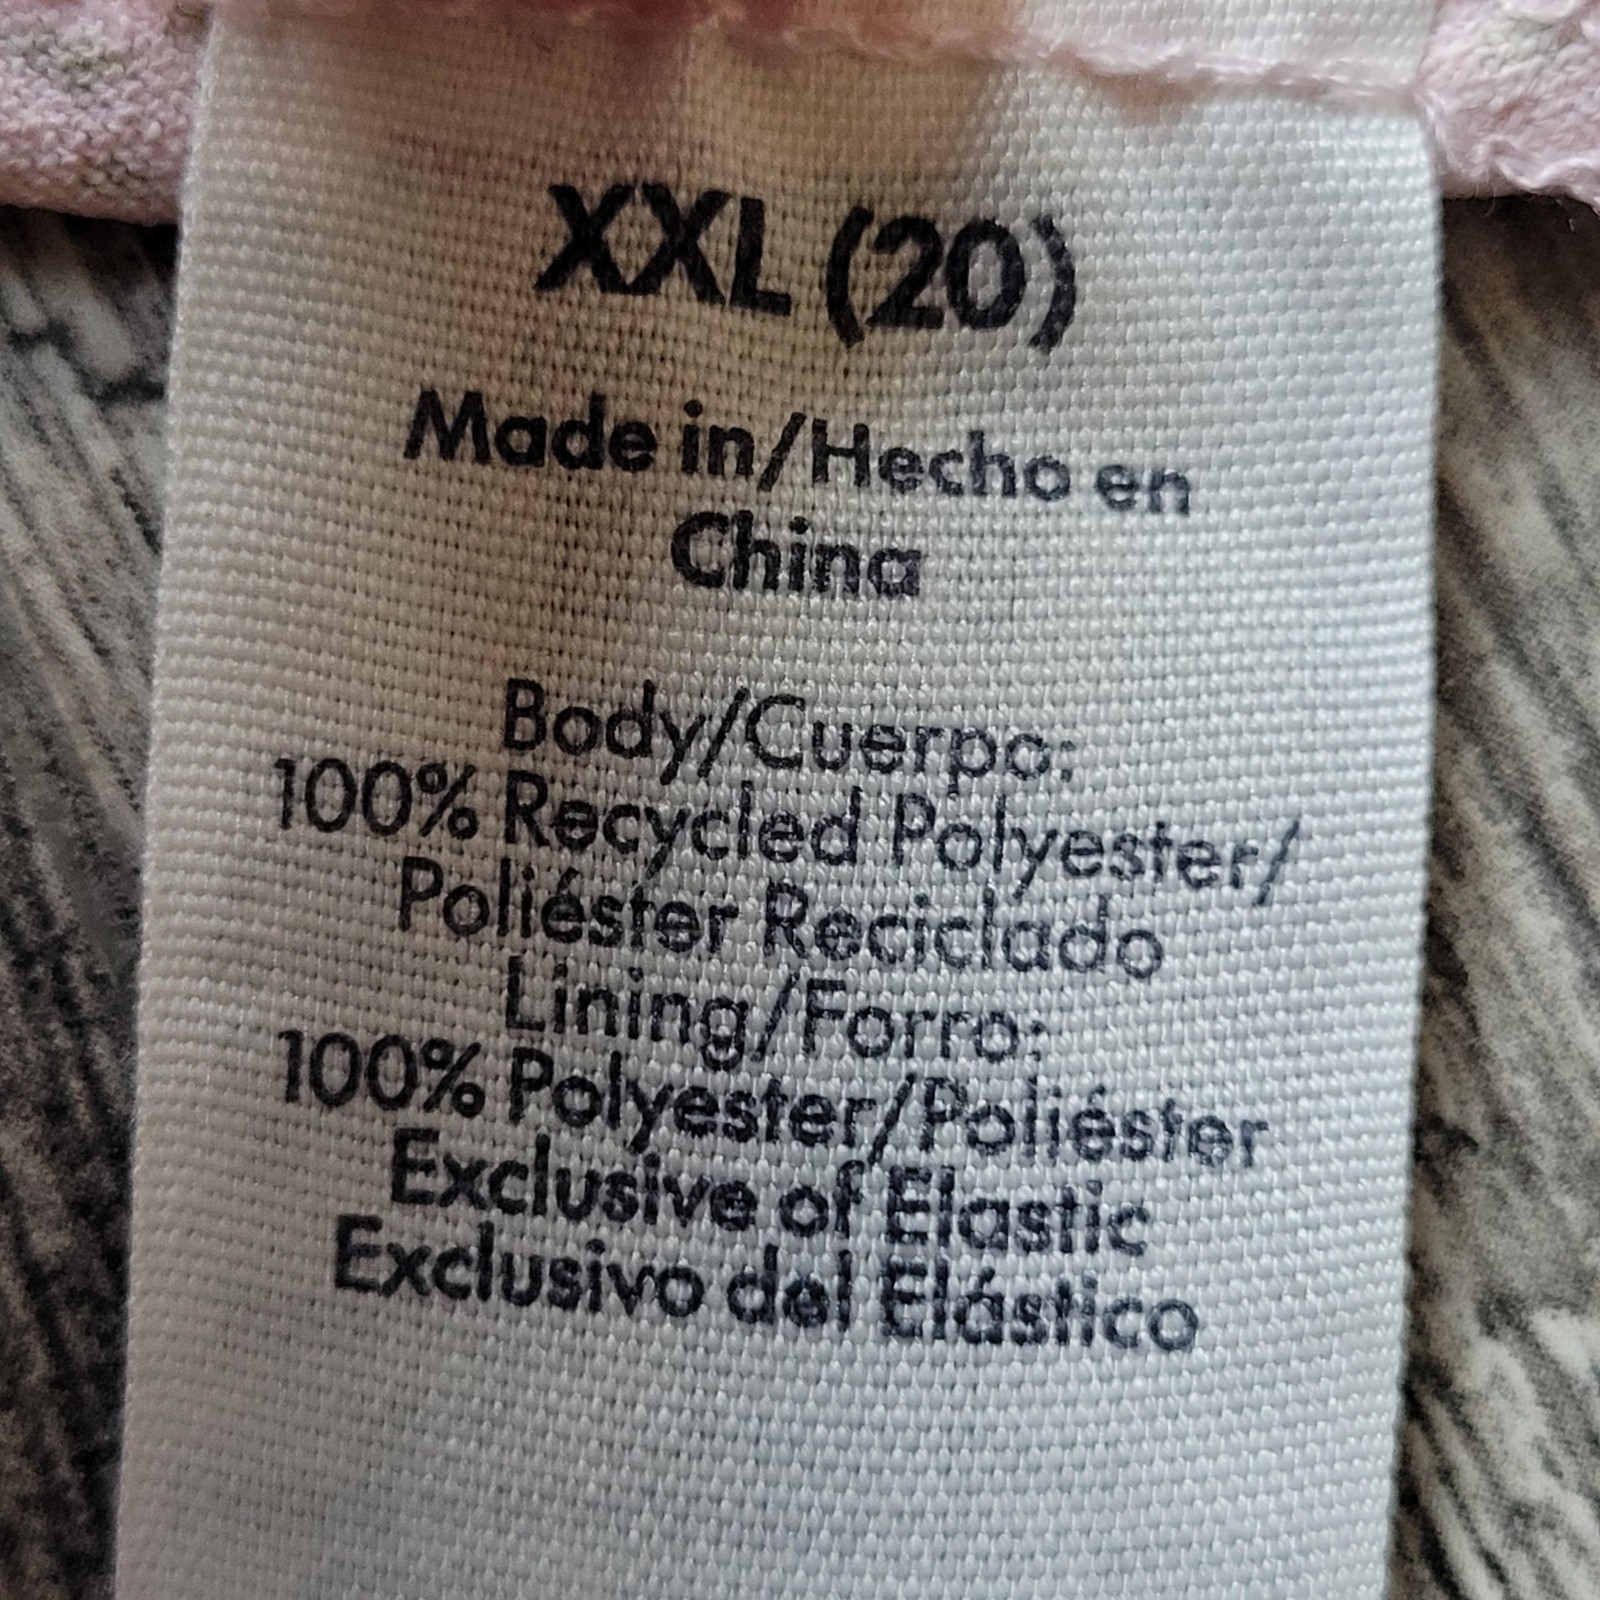 XXL (20)
Made in/Hecho en
China
Body/Cuerpo:
100% Recycled Polyester/
Poliéster Reciclado
Lining/Forro:
100% Polyester/Poliéster
Exclusive of Elastic
Exclusivo del Elástico